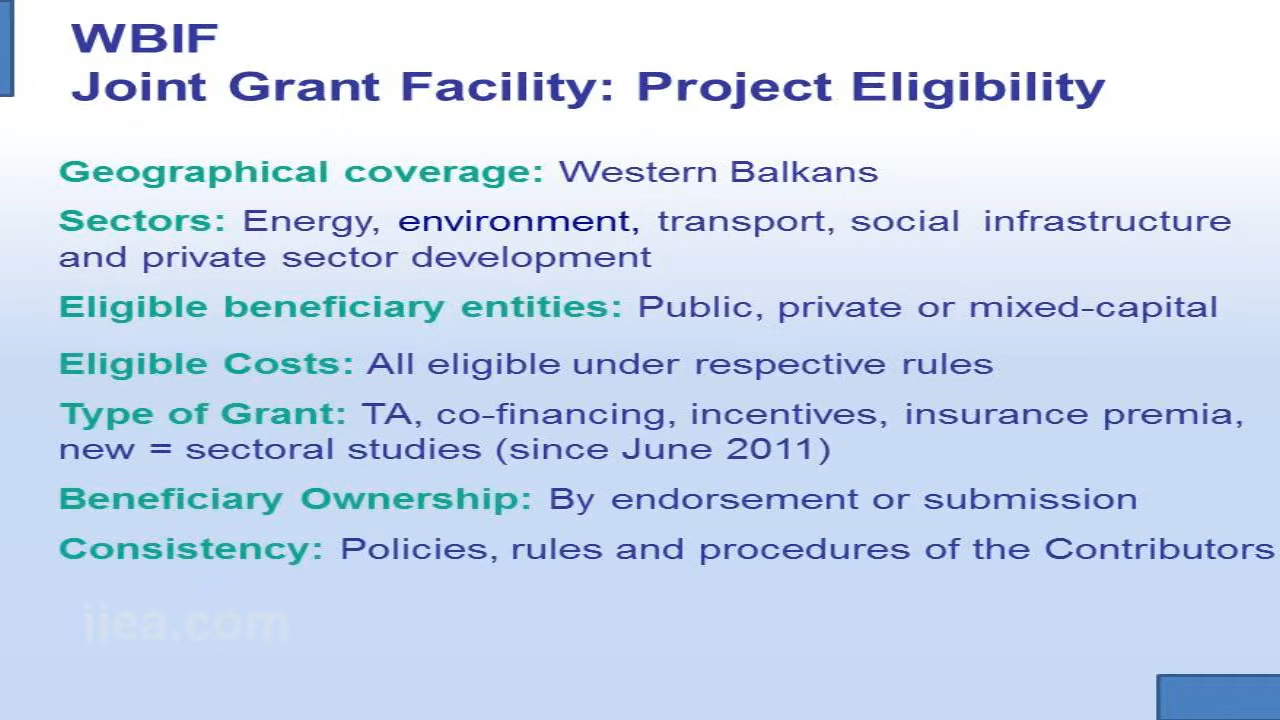 WBIF
Joint Grant Facility: Project Eligibility
Geographical coverage: Western Balkans
Sectors: Energy, environment, transport, social infrastructure
and private sector development
Eligible beneficiary entities: Public, private or mixed-capital
Eligible Costs: All eligible under respective rules
Type of Grant: TA, co-financing, incentives, insurance premia,
new = sectoral studies (since June 2011)
Beneficiary Ownership: By endorsement or submission
Consistency: Policies, rules and procedures of the Contributors
iiea.com